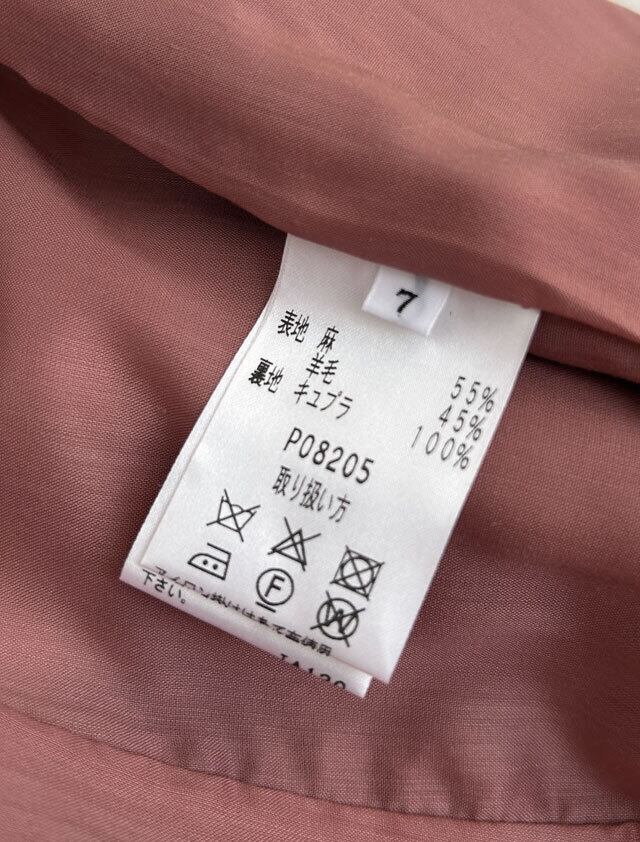 7
表地 麻 55%
羊毛 45%
裏地 キュプラ 100%
P08205
取り扱い方
F
W
下さい。